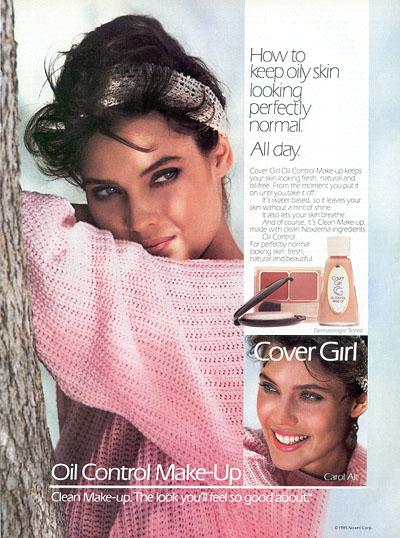 How to
keep oily skin
looking
perfectly
normal.
All day.
Cover Girl Oil Control Make-up keeps
your skin looking fresh, natural and
oil-free. From the moment you put it
on until you take it off.
It's water based, so it leaves your
skin without a hint of shine.
It also lets your skin breathe.
And of course, it's Clean Make-up,
made with clean Noxzema ingredients.
Oil Control.
For perfectly normal
looking skin: fresh,
natural and beautiful.
Cover
Girl
Dermatologist Tested
Cover Girl
Carol Alt
Oil Control Make-Up
Clean Make-up. The look you'll feel so good about.™
© 1985 Noxell Corp.